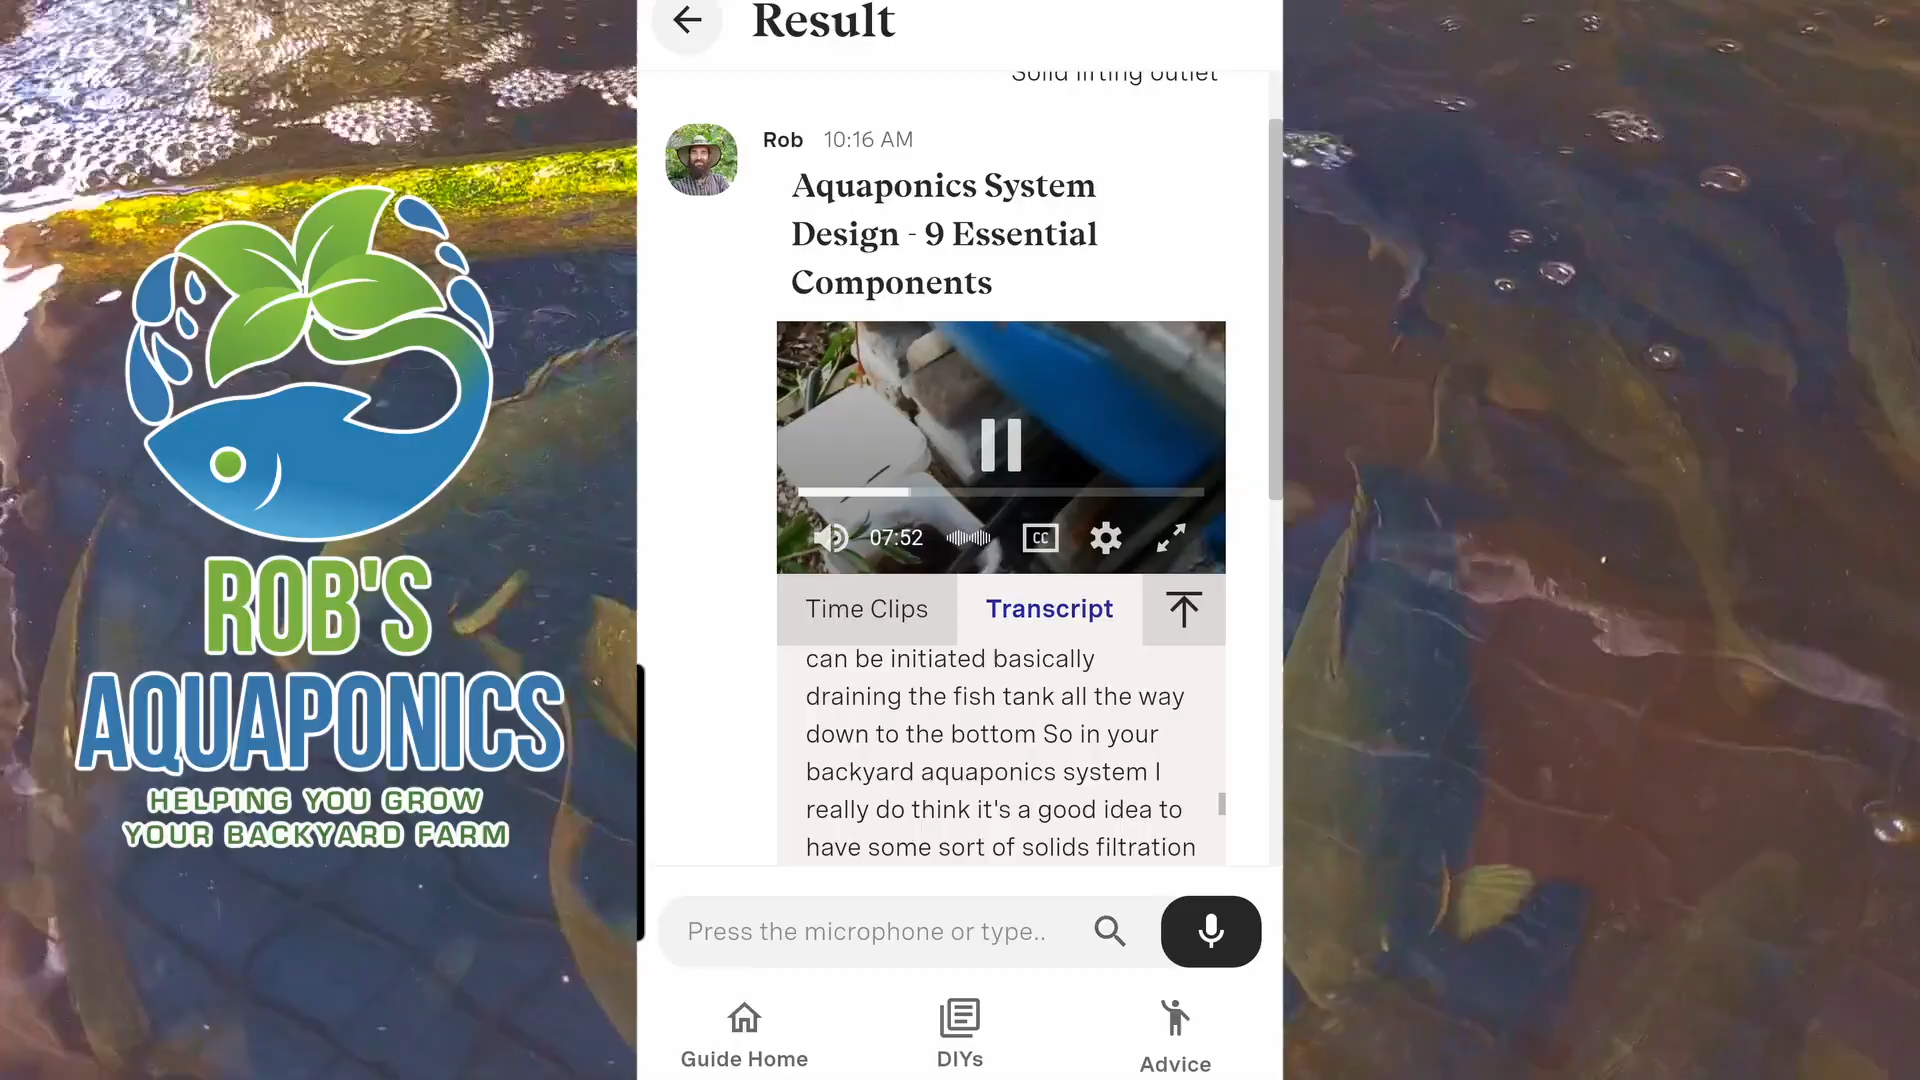 Result
Solid lifting outlet
Rob 10:16 AM
Aquaponics System
Design - 9 Essential
Components
07:52
CC
Time Clips
Transcript
can be initiated basically
draining the fish tank all the way
down to the bottom So in your
backyard aquaponics system I
really do think it's a good idea to
have some sort of solids filtration
Press the microphone or type..
Guide Home
DIYs
Advice
ROB'S
AQUAPONICS
HELPING YOU GROW
YOUR BACKYARD FARM